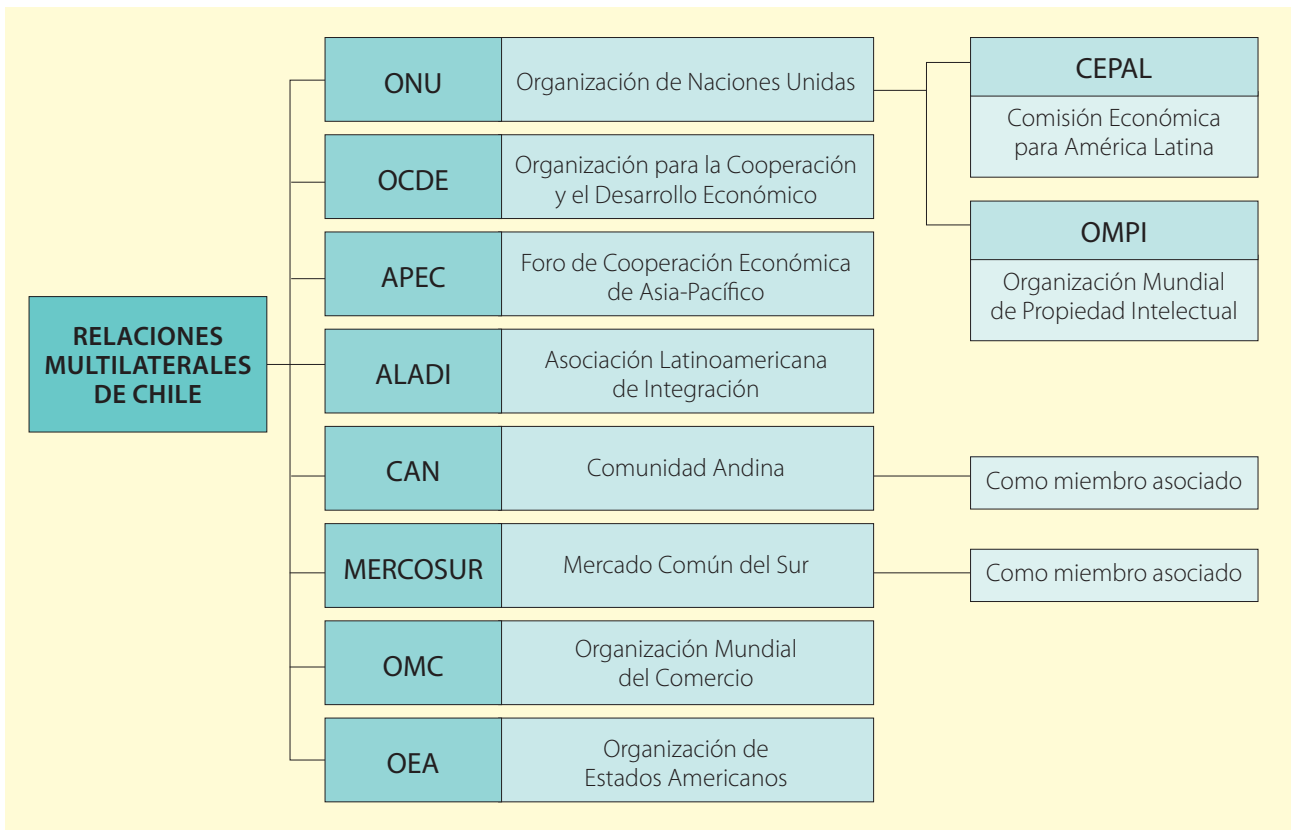 RELACIONES
MULTILATERALES
DE CHILE
ONU
Organización de Naciones Unidas
CEPAL
Comisión Económica
para América Latina
OMPI
Organización Mundial
de Propiedad Intelectual
OCDE
Organización para la Cooperación
y el Desarrollo Económico
APEC
Foro de Cooperación Económica
de Asia-Pacífico
ALADI
Asociación Latinoamericana
de Integración
CAN
Comunidad Andina
Como miembro asociado
MERCOSUR
Mercado Común del Sur
Como miembro asociado
OMC
Organización Mundial
del Comercio
OEA
Organización de
Estados Americanos